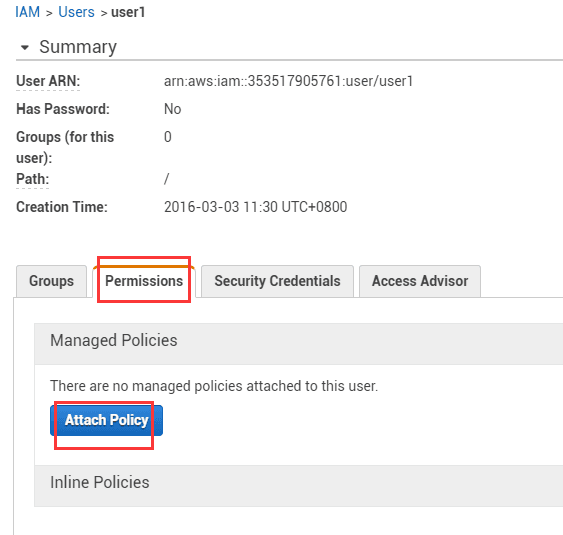 IAM > Users > user1
Summary
User ARN: arn:aws:iam::353517905761:user/user1
Has Password: No
Groups (for this user): 0
Path: /
Creation Time: 2016-03-03 11:30 UTC+0800
Groups Permissions Security Credentials Access Advisor
Managed Policies
There are no managed policies attached to this user.
Attach Policy
Inline Policies